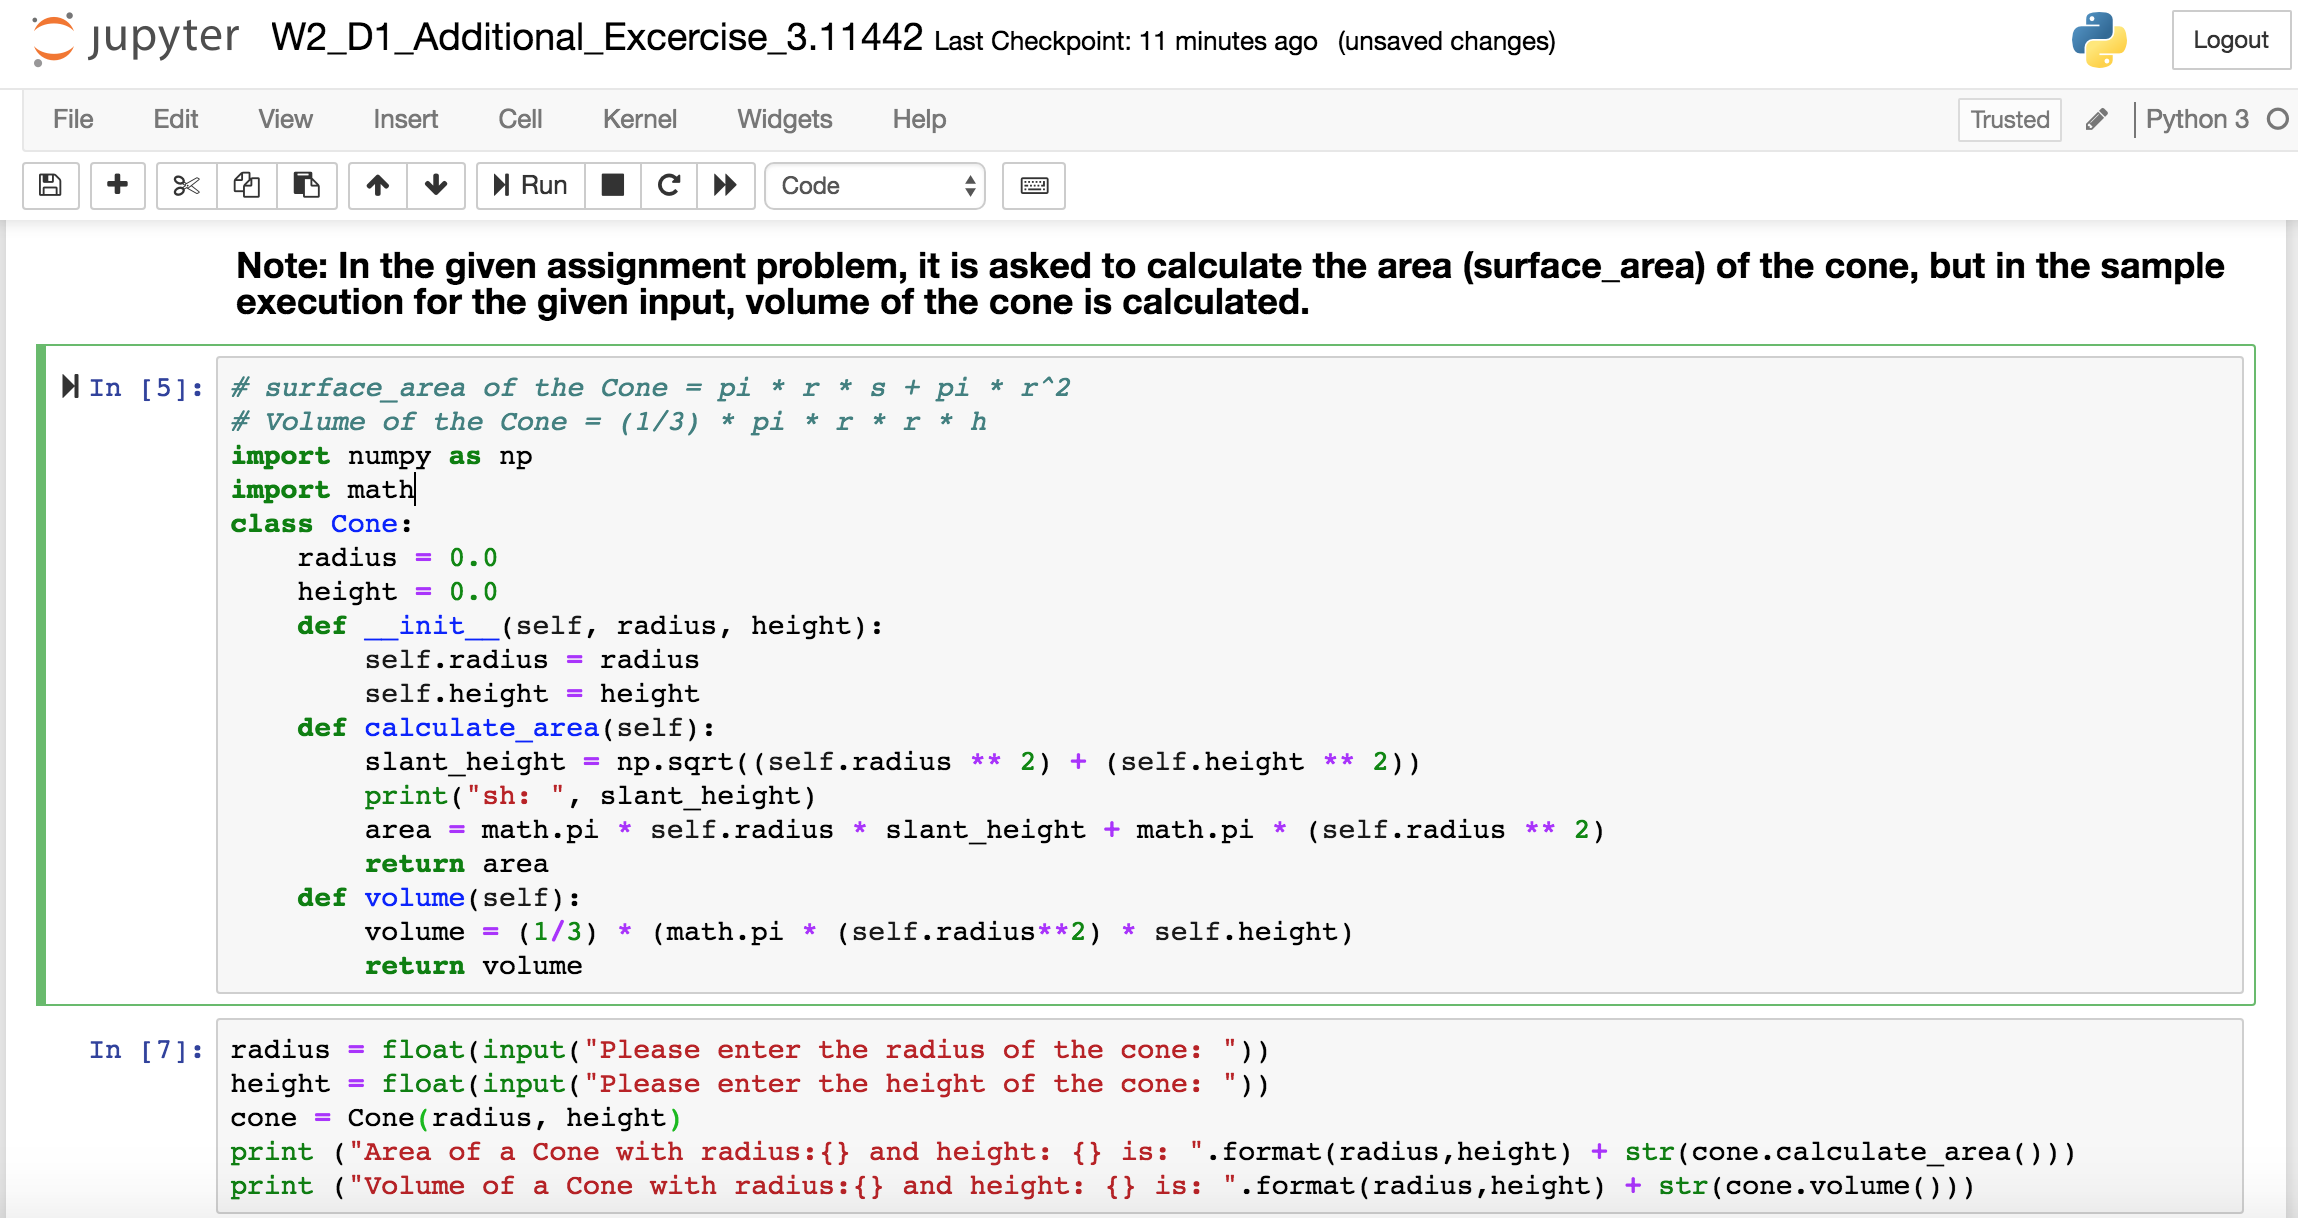 jupyter W2_D1_Additional_Excercise_3.11442 Last Checkpoint: 11 minutes ago (unsaved changes) Logout
File Edit View Insert Cell Kernel Widgets Help Trusted Python 3
Run Code
Note: In the given assignment problem, it is asked to calculate the area (surface_area) of the cone, but in the sample
execution for the given input, volume of the cone is calculated.
In [5]: # surface_area of the Cone = pi * r * s + pi * r^2
# Volume of the Cone = (1/3) * pi * r * r * h
import numpy as np
import math
class Cone:
    radius = 0.0
    height = 0.0
    def __init__(self, radius, height):
        self.radius = radius
        self.height = height
    def calculate_area(self):
        slant_height = np.sqrt((self.radius ** 2) + (self.height ** 2))
        print("sh: ", slant_height)
        area = math.pi * self.radius * slant_height + math.pi * (self.radius ** 2)
        return area
    def volume(self):
        volume = (1/3) * (math.pi * (self.radius**2) * self.height)
        return volume
In [7]: radius = float(input("Please enter the radius of the cone: "))
height = float(input("Please enter the height of the cone: "))
cone = Cone(radius, height)
print ("Area of a Cone with radius:{} and height: {} is: ".format(radius,height) + str(cone.calculate_area()))
print ("Volume of a Cone with radius:{} and height: {} is: ".format(radius,height) + str(cone.volume()))